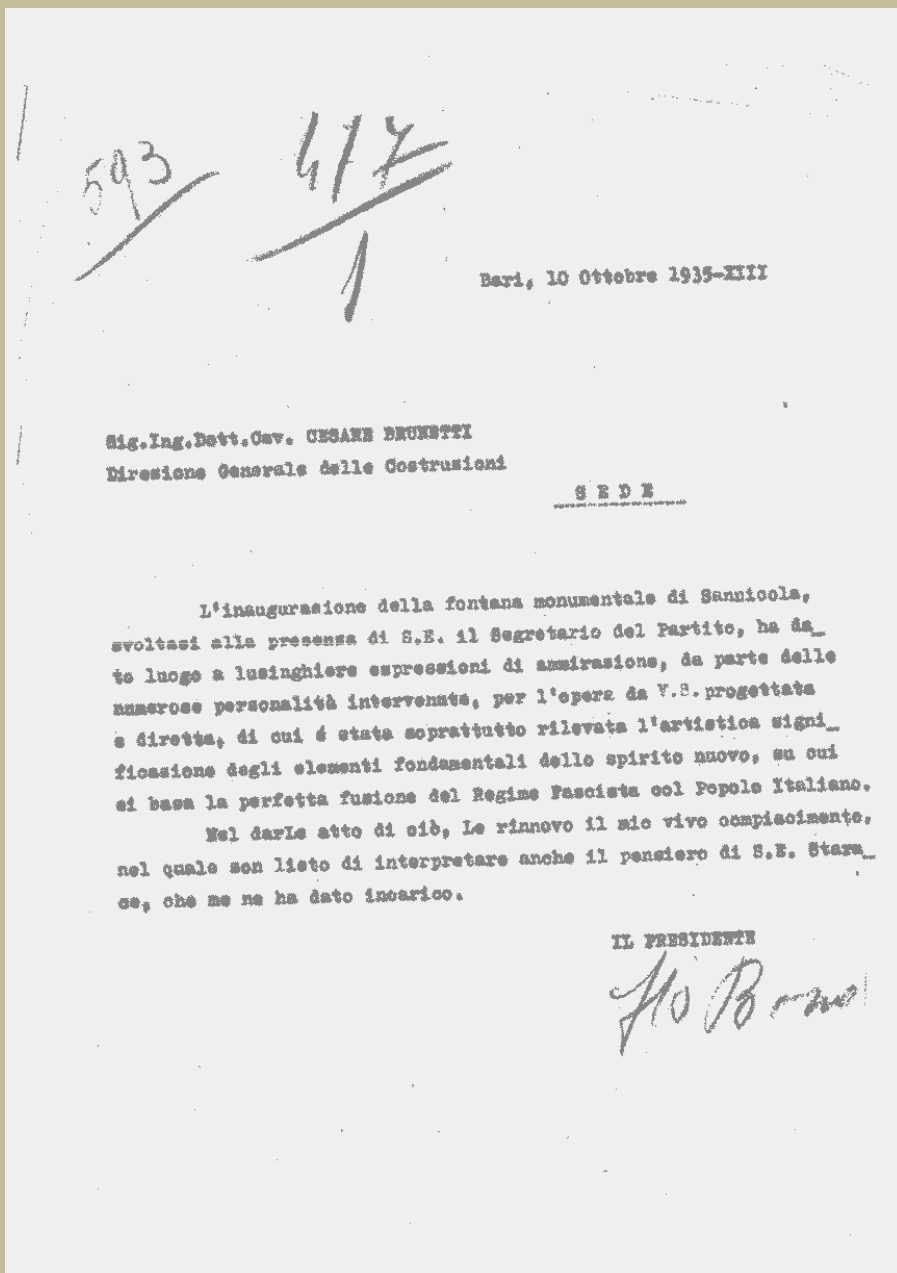 593
417
1
Bari, 10 Ottobre 1935-XIII
Sig.Ing.Dott.Cav. CESARE BRUNETTI
Direzione Generale delle Costruzioni
S E D E
L'inaugurazione della fontana monumentale di Sannicola,
svoltasi alla presenza di S.E. il Segretario del Partito, ha da_
to luogo a lusinghiere espressioni di ammirazione, da parte delle
numerose personalità intervenute, per l'opera da V.S. progettata
e diretta, di cui é stata soprattutto rilevata l'artistica signi_
ficazione degli elementi fondamentali dello spirito nuovo, su cui
si basa la perfetta fusione del Regime Fascista col Popolo Italiano.
Nel darLe atto di ciò, Le rinnovo il mio vivo compiacimento,
nel quale son lieto di interpretare anche il pensiero di S.E. Stara_
ce, che me ne ha dato incarico.
IL PRESIDENTE